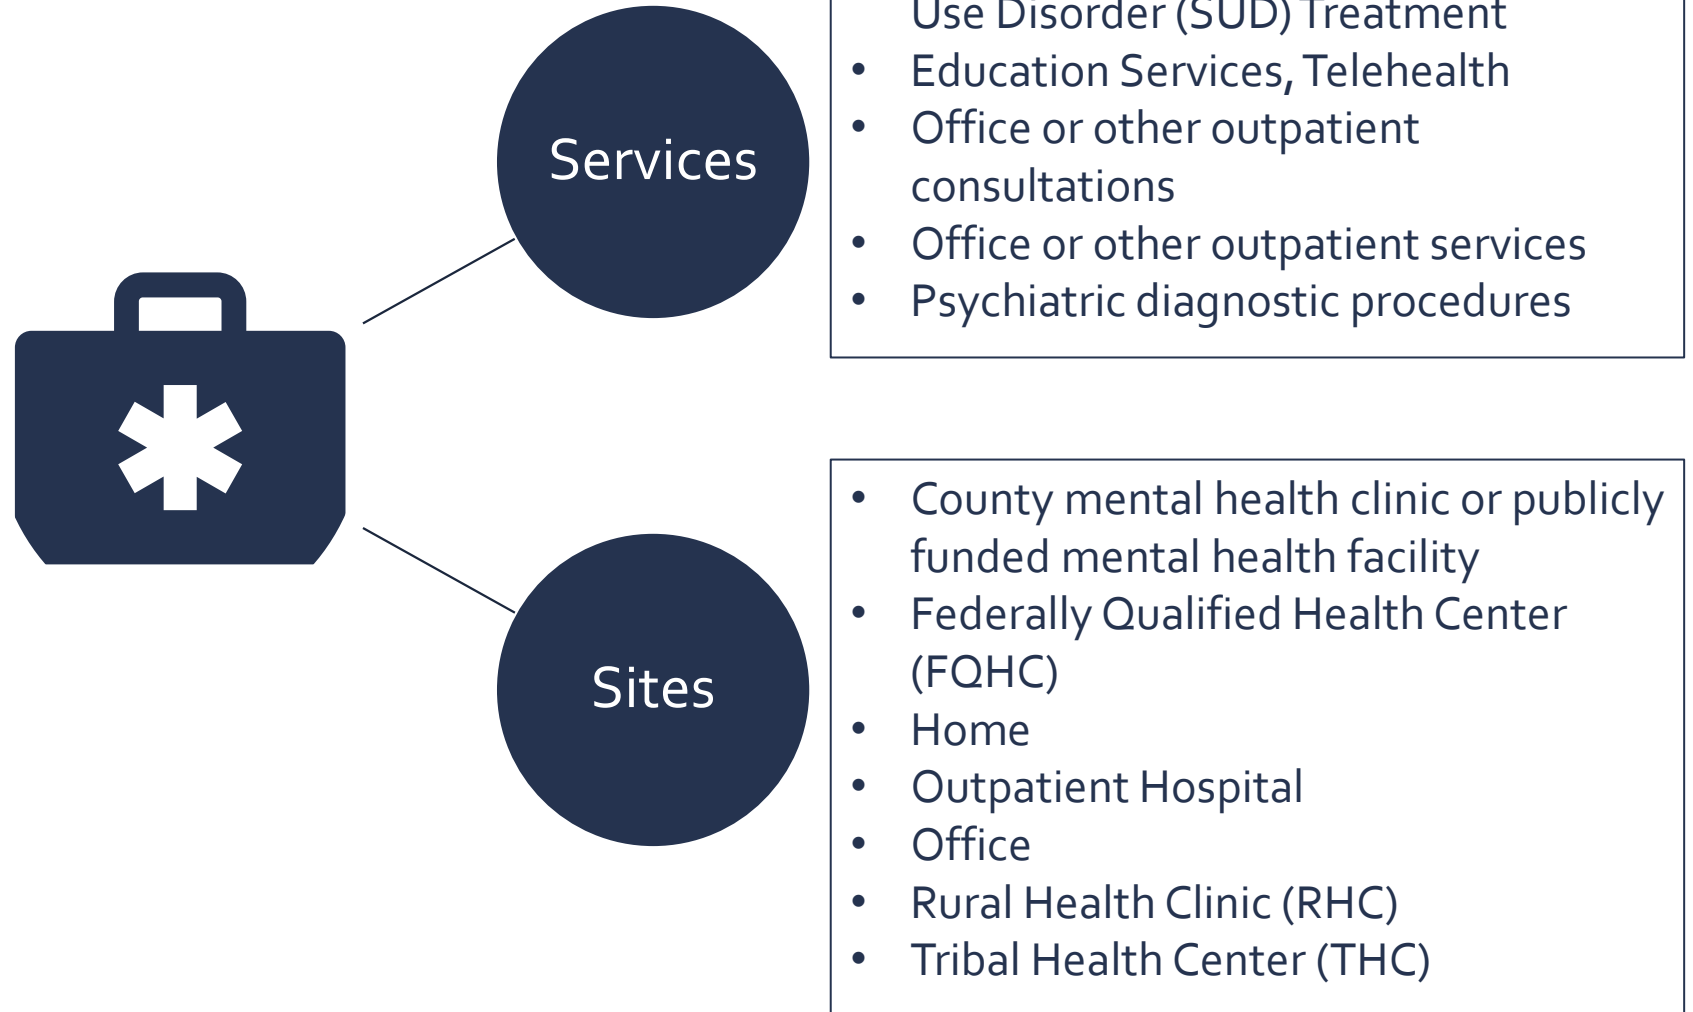 Services
Use Disorder (SUD) Treatment
• Education Services, Telehealth
• Office or other outpatient
consultations
• Office or other outpatient services
• Psychiatric diagnostic procedures
Sites
• County mental health clinic or publicly
funded mental health facility
• Federally Qualified Health Center
(FQHC)
• Home
• Outpatient Hospital
• Office
• Rural Health Clinic (RHC)
• Tribal Health Center (THC)